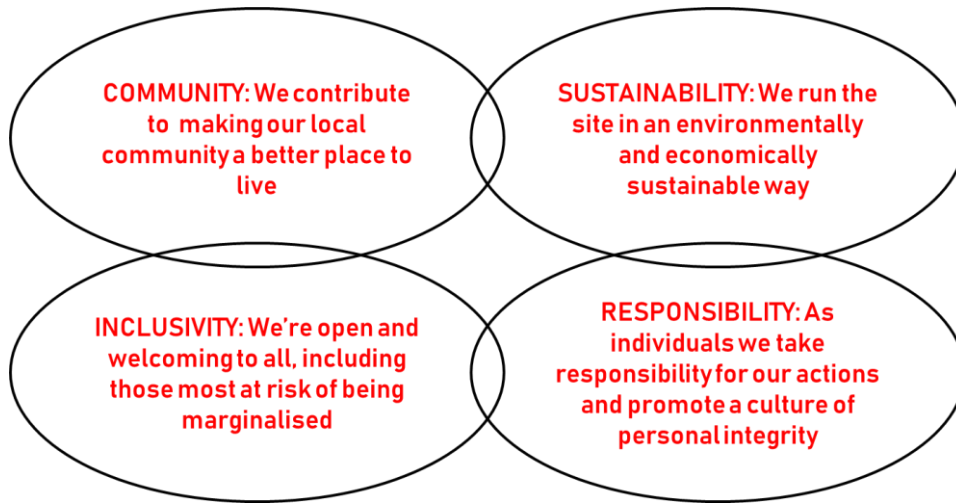 COMMUNITY: We contribute
to making our local
community a better place to
live
SUSTAINABILITY: We run the
site in an environmentally
and economically
sustainable way
INCLUSIVITY: We're open and
welcoming to all, including
those most at risk of being
marginalised
RESPONSIBILITY: As
individuals we take
responsibility for our actions
and promote a culture of
personal integrity